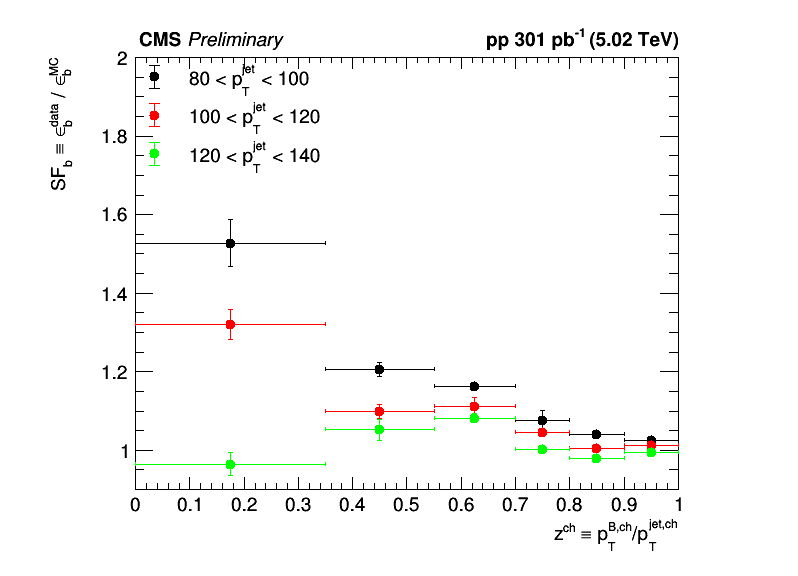 CMS Preliminary pp 301 pb⁻¹ (5.02 TeV)
SF_b ≡ ε_b^data / ε_b^MC
2
1.8
1.6
1.4
1.2
1
80 < p_T^jet < 100
100 < p_T^jet < 120
120 < p_T^jet < 140
0 0.1 0.2 0.3 0.4 0.5 0.6 0.7 0.8 0.9 1
z^ch ≡ p_T^B,ch/p_T^jet,ch